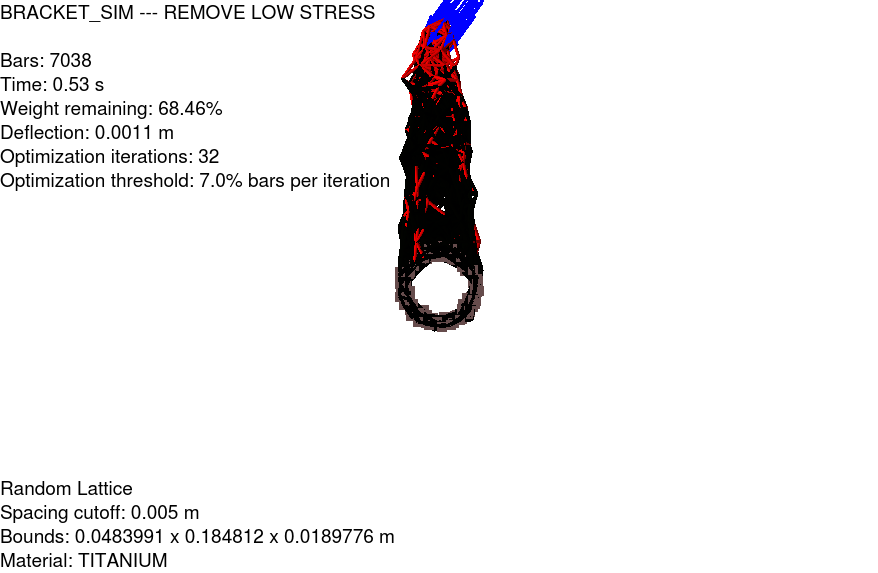 BRACKET_SIM --- REMOVE LOW STRESS
Bars: 7038
Time: 0.53 s
Weight remaining: 68.46%
Deflection: 0.0011 m
Optimization iterations: 32
Optimization threshold: 7.0% bars per iteration
Random Lattice
Spacing cutoff: 0.005 m
Bounds: 0.0483991 x 0.184812 x 0.0189776 m
Material: TITANIUM